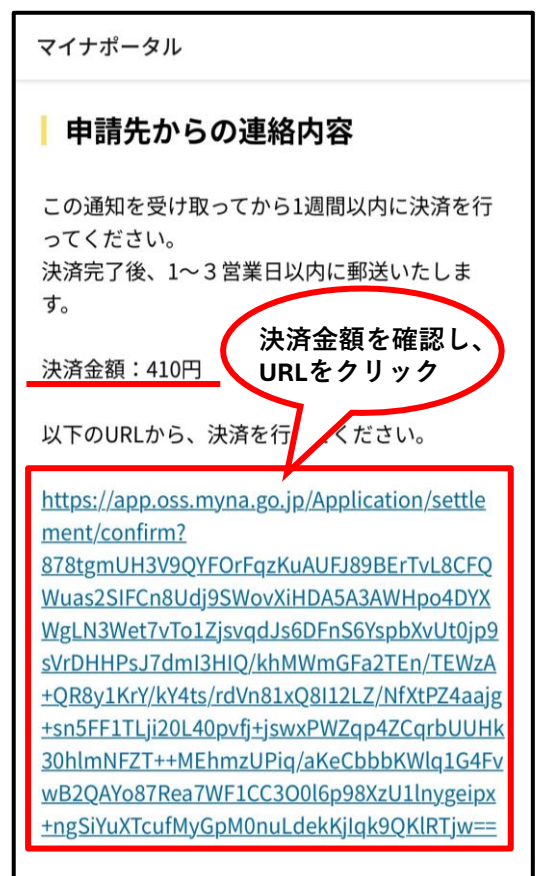 マイナポータル
申請先からの連絡内容
この通知を受け取ってから1週間以内に決済を行
ってください。
決済完了後、1～３営業日以内に郵送いたしま
す。
決済金額を確認し、
URLをクリック
決済金額：410円
以下のURLから、決済を行 ください。
https://app.oss.myna.go.jp/Application/settle
ment/confirm?
878tgmUH3V9QYFOrFqzKuAUFJ89BErTvL8CFQ
Wuas2SIFCn8Udj9SWovXiHDA5A3AWHpo4DYX
WgLN3Wet7vTo1ZjsvqdJs6DFnS6YspbXvUt0jp9
sVrDHHPsJ7dmI3HIQ/khMWmGFa2TEn/TEWzA
+QR8y1KrY/kY4ts/rdVn81xQ8I12LZ/NfXtPZ4aajg
+sn5FF1TLji20L40pvfj+jswxPWZqp4ZCqrbUUHk
30hlmNFZT++MEhmzUPiq/aKeCbbbKWlq1G4Fv
wB2QAYo87Rea7WF1CC3O0l6p98XzU1lnygeipx
+ngSiYuXTcufMyGpM0nuLdekKjIqk9QKlRTjw==